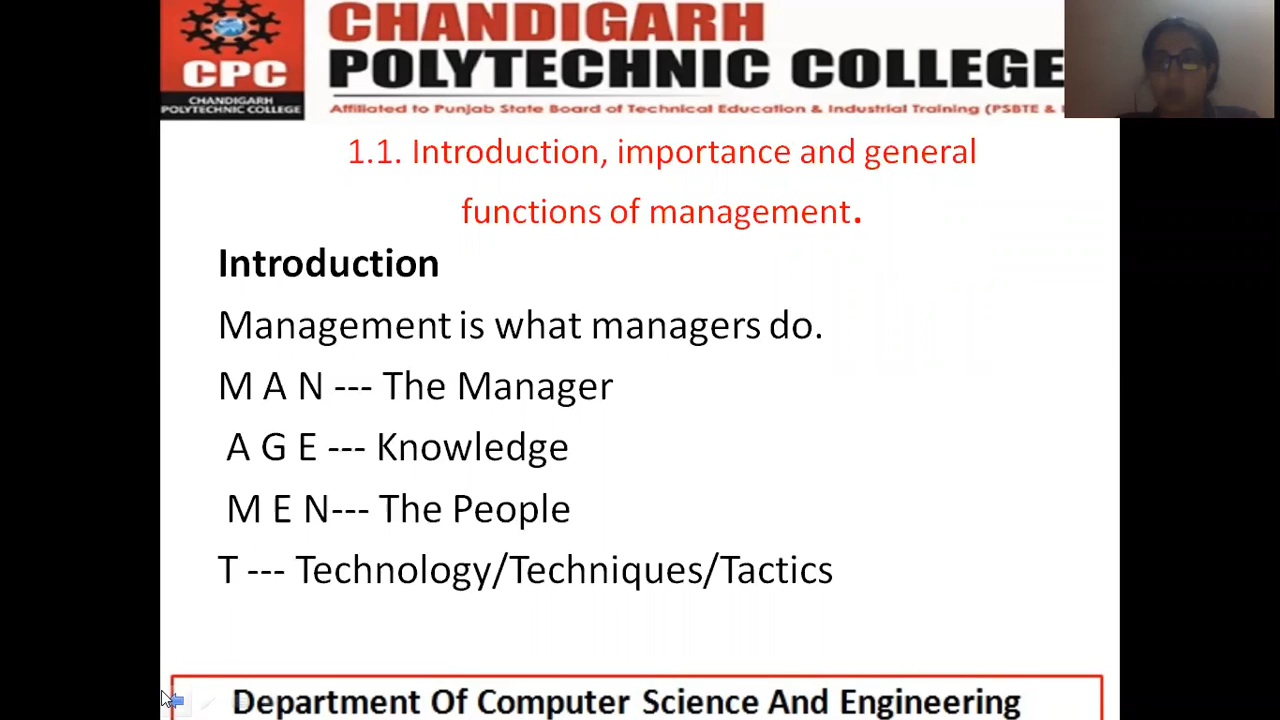 CHANDIGARH
POLYTECHNIC COLLEGE
CPC
CHANDIGARH
POLYTECHNIC COLLEGE
Affiliated to Punjab State Board of Technical Education & Industrial Training (PSBTE &
1.1. Introduction, importance and general
functions of management.
Introduction
Management is what managers do.
M A N --- The Manager
A G E --- Knowledge
M E N--- The People
T --- Technology/Techniques/Tactics
Department Of Computer Science And Engineering